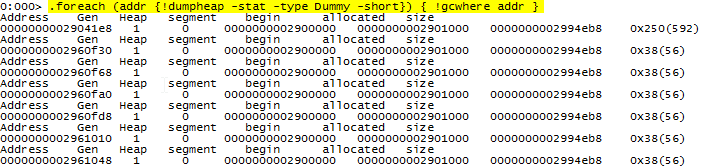 0:000> .foreach (addr {!dumpheap -stat -type Dummy -short}) { !gcwhere addr }
Address Gen Heap segment begin allocated size
00000000029041e8 1 0 0000000002900000 0000000002901000 0000000002994eb8 0x250(592)
Address Gen Heap segment begin allocated size
0000000002960f30 1 0 0000000002900000 0000000002901000 0000000002994eb8 0x38(56)
Address Gen Heap segment begin allocated size
0000000002960f68 1 0 0000000002900000 0000000002901000 0000000002994eb8 0x38(56)
Address Gen Heap segment begin allocated size
0000000002960fa0 1 0 0000000002900000 0000000002901000 0000000002994eb8 0x38(56)
Address Gen Heap segment begin allocated size
0000000002960fd8 1 0 0000000002900000 0000000002901000 0000000002994eb8 0x38(56)
Address Gen Heap segment begin allocated size
0000000002961010 1 0 0000000002900000 0000000002901000 0000000002994eb8 0x38(56)
Address Gen Heap segment begin allocated size
0000000002961048 1 0 0000000002900000 0000000002901000 0000000002994eb8 0x38(56)